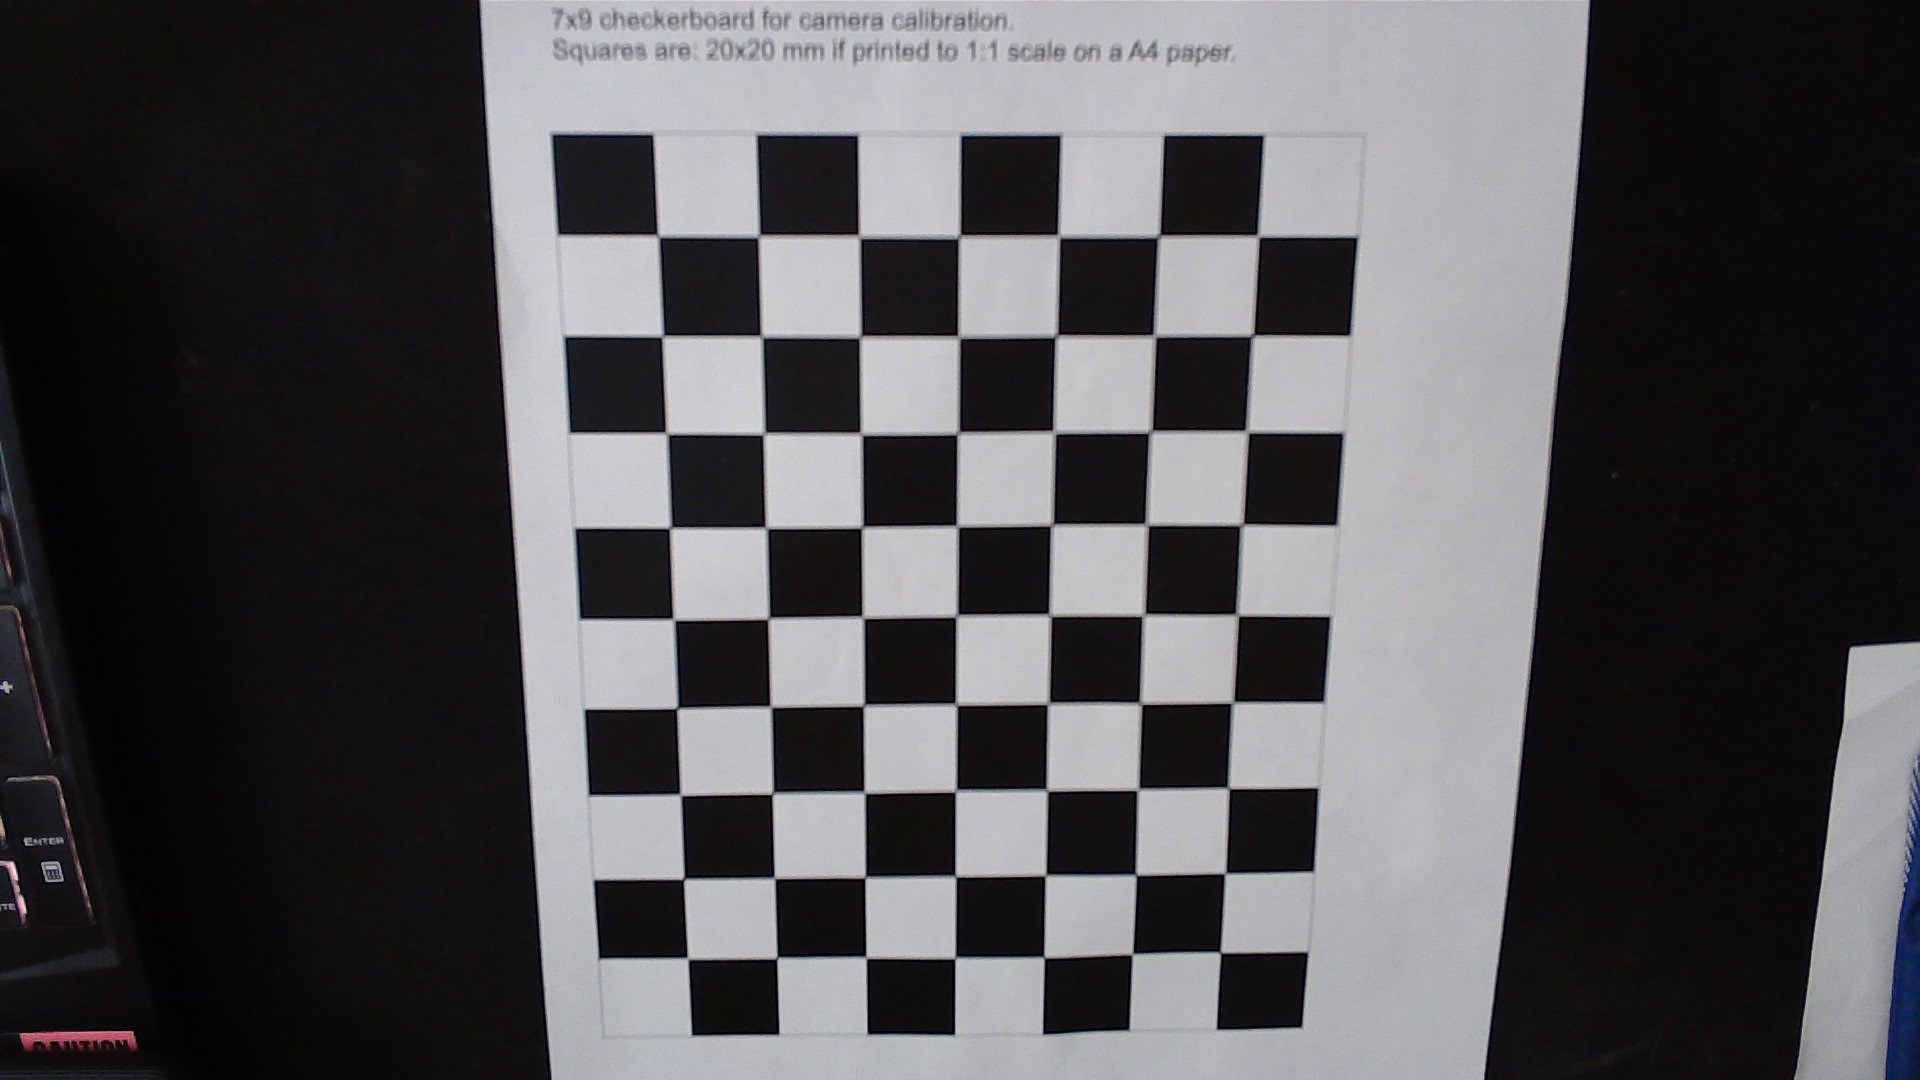 7x9 checkerboard for camera calibration.
Squares are: 20x20 mm if printed to 1:1 scale on a A4 paper.
+
ENTER
CAUTION